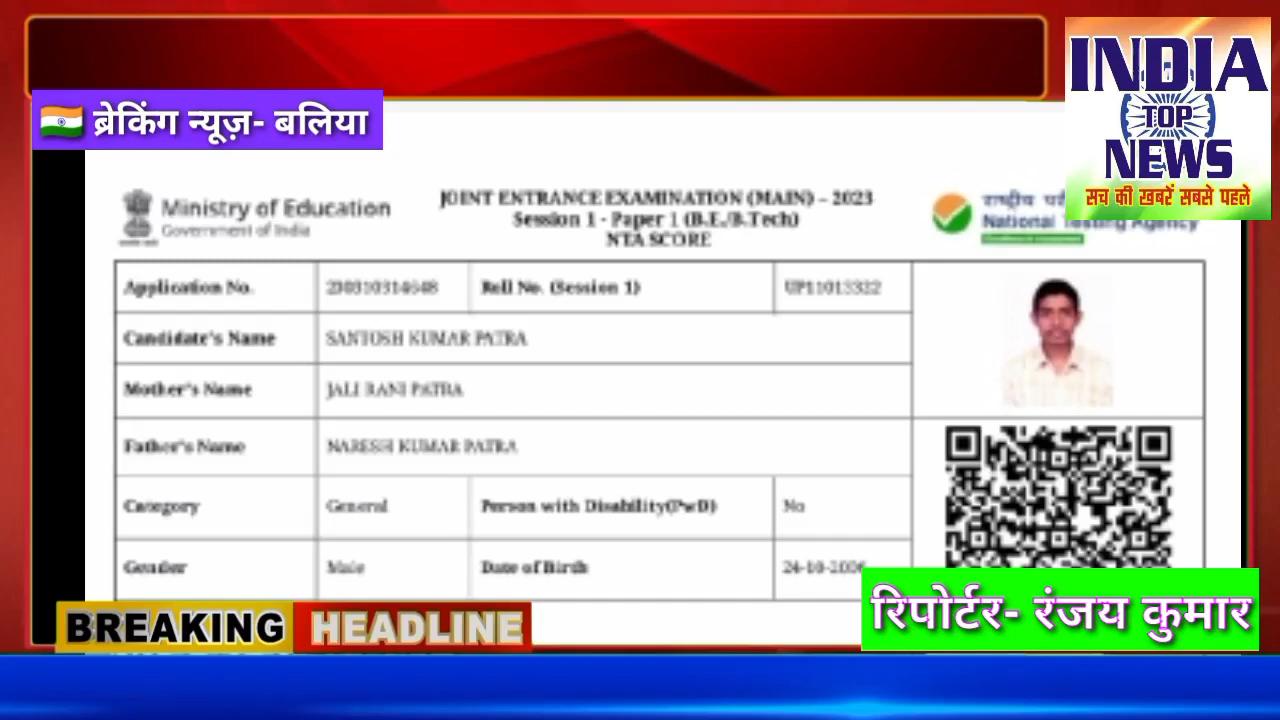 INDIA
TOP
NEWS
सच की खबरें सबसे पहले
ब्रेकिंग न्यूज़- बलिया
Ministry of Education
Government of India
JOINT ENTRANCE EXAMINATION (MAIN) – 2023
Session 1 - Paper 1 (B.E./B.Tech)
NTA SCORE
राष्ट्रीय
National Testing Agency
Application No. 230310314648 Roll No. (Session 1)
Candidate's Name SANTOSH KUMAR PATRA
Mother's Name JALI RANI PATRA
Father's Name NARESH KUMAR PATRA
Category General Person with Disability(PwD) No
Gender Male Date of Birth
BREAKING HEADLINE
रिपोर्टर- रंजय कुमार